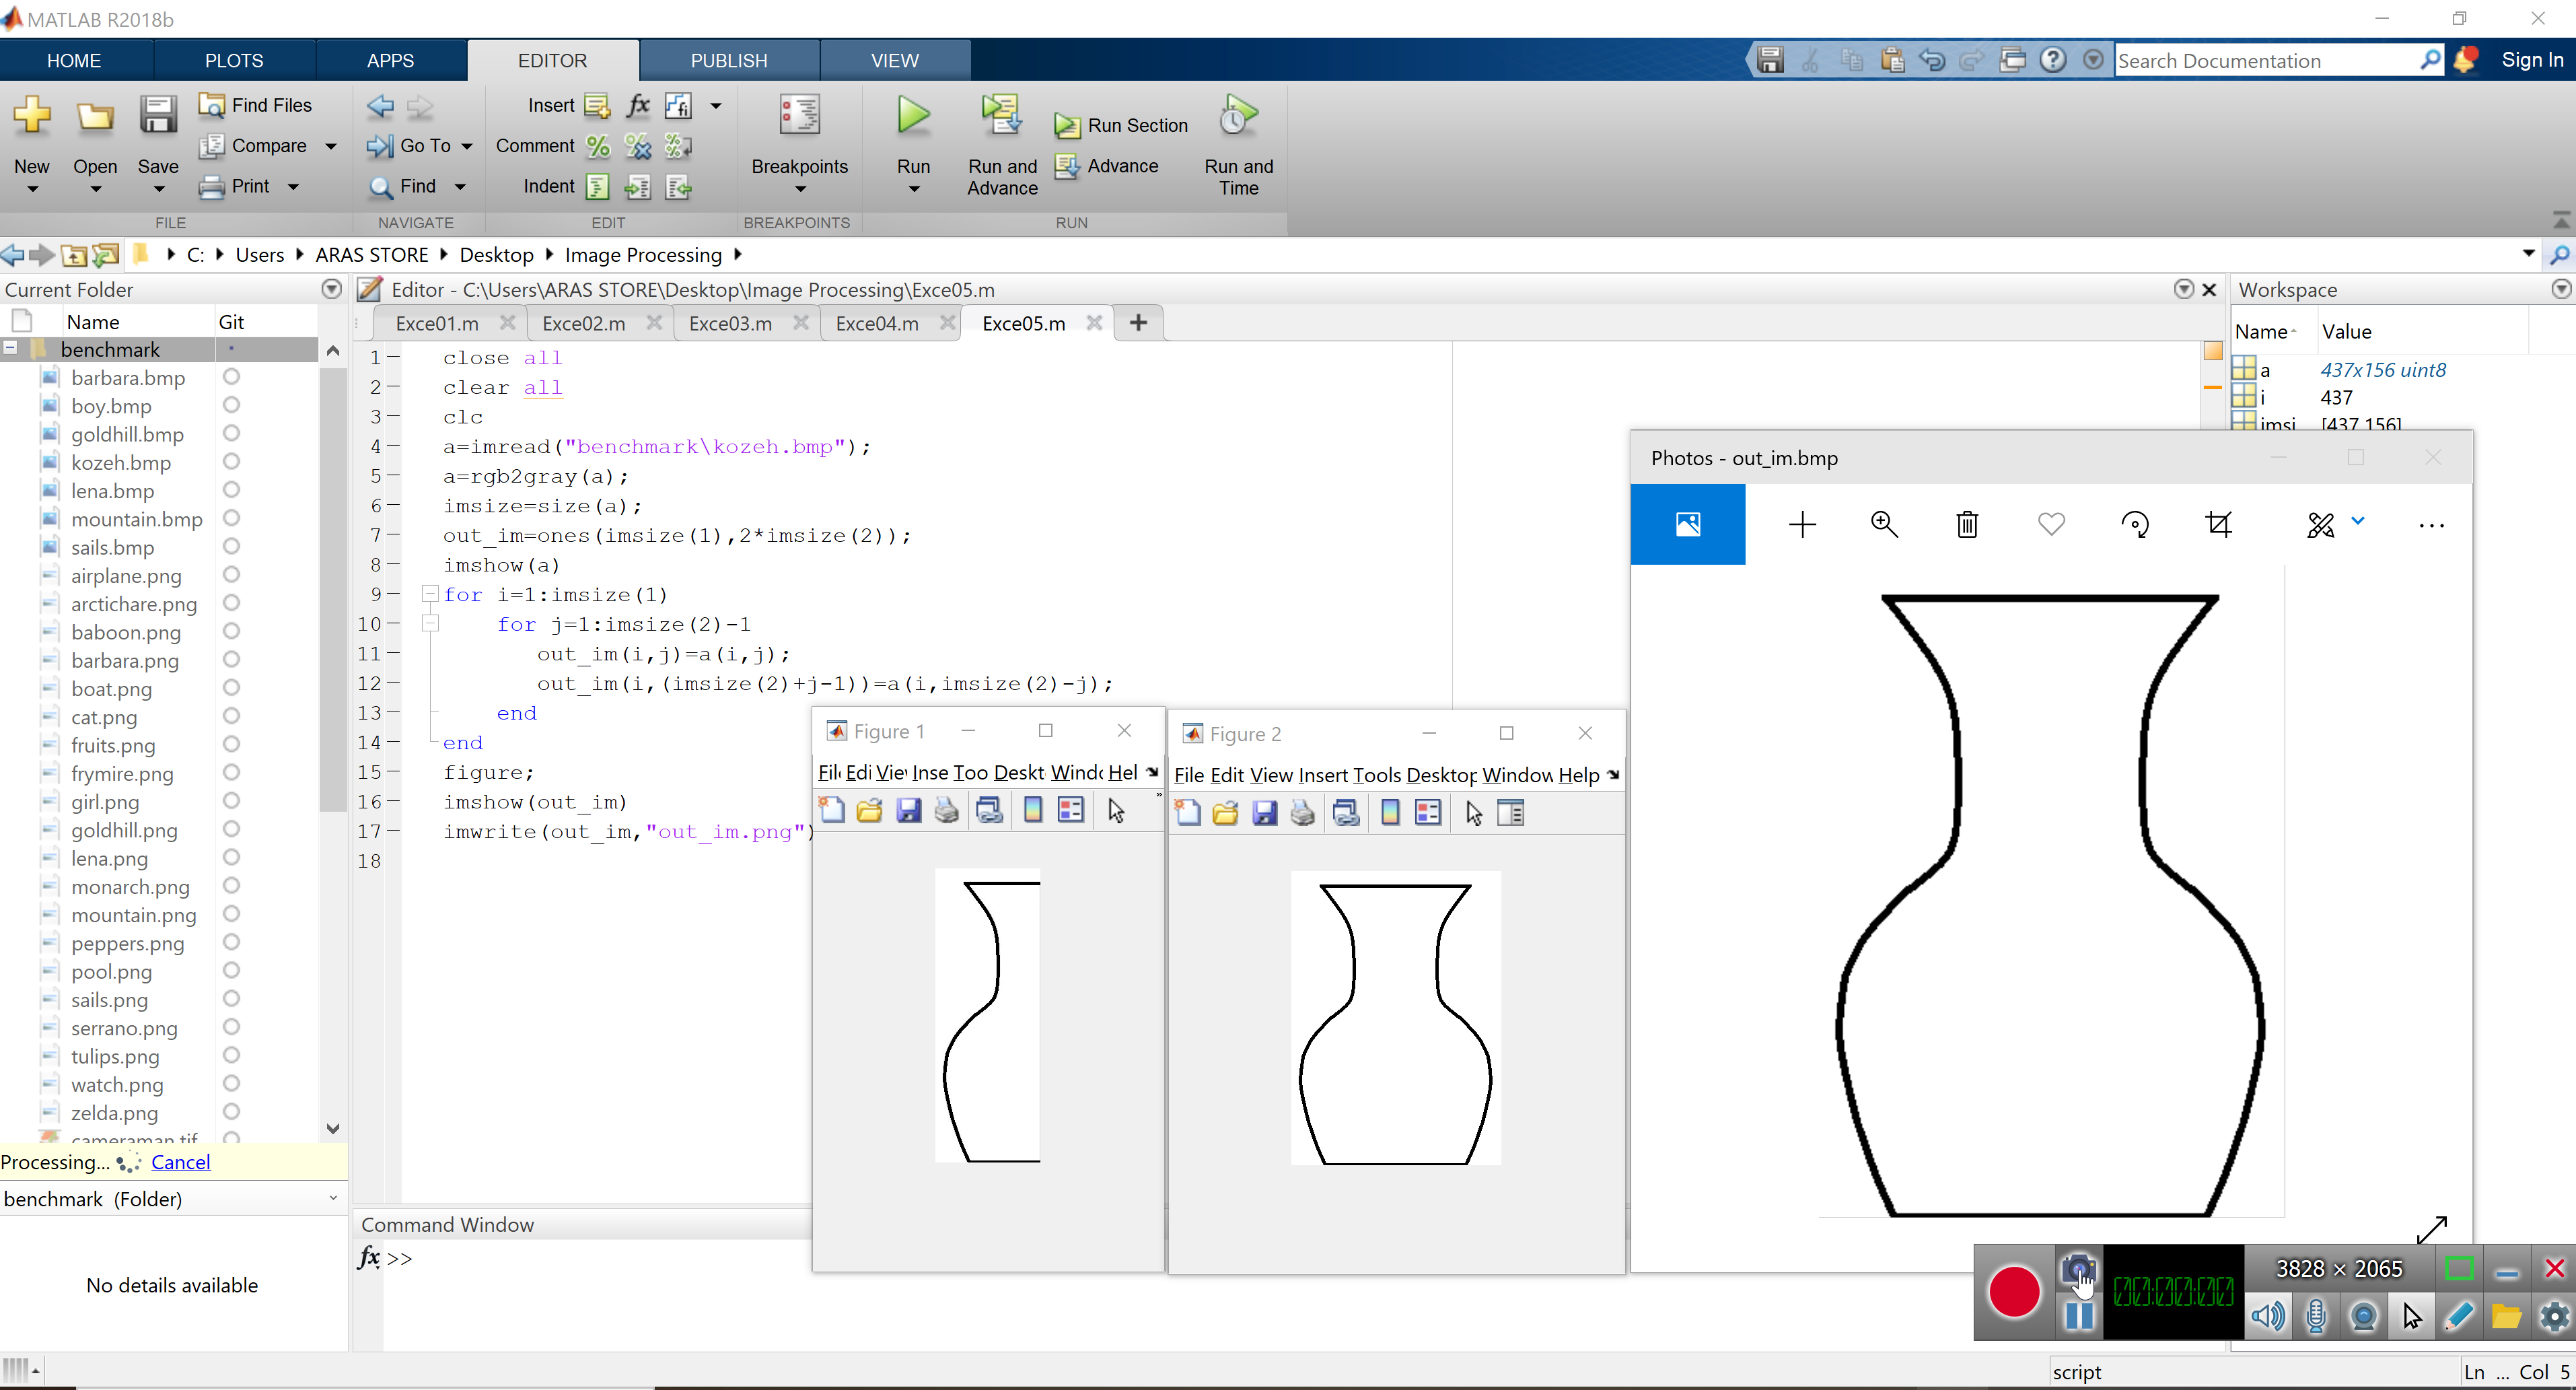 MATLAB R2018b
HOME PLOTS APPS EDITOR PUBLISH VIEW Search Documentation Sign In
Find Files Insert fx fi
New Open Save Compare Go To Comment Breakpoints Run Run and Advance Run Section Advance Run and Time
Print Find Indent
FILE NAVIGATE EDIT BREAKPOINTS RUN
C: Users ARAS STORE Desktop Image Processing
Current Folder
Name Git
benchmark
barbara.bmp
boy.bmp
goldhill.bmp
kozeh.bmp
lena.bmp
mountain.bmp
sails.bmp
airplane.png
arctichare.png
baboon.png
barbara.png
boat.png
cat.png
fruits.png
frymire.png
girl.png
goldhill.png
lena.png
monarch.png
mountain.png
peppers.png
pool.png
sails.png
serrano.png
tulips.png
watch.png
zelda.png
cameraman.tif
Processing... Cancel
benchmark (Folder)
No details available
Editor - C:\Users\ARAS STORE\Desktop\Image Processing\Exce05.m
Exce01.m Exce02.m Exce03.m Exce04.m Exce05.m
1 close all
2 clear all
3 clc
4 a=imread("benchmark\kozeh.bmp");
5 a=rgb2gray(a);
6 imsize=size(a);
7 out_im=ones(imsize(1),2*imsize(2));
8 imshow(a)
9 for i=1:imsize(1)
10 for j=1:imsize(2)-1
11 out_im(i,j)=a(i,j);
12 out_im(i,(imsize(2)+j-1))=a(i,imsize(2)-j);
13 end
14 end
15 figure;
16 imshow(out_im)
17 imwrite(out_im,"out_im.png")
18
Command Window
fx >>
Figure 1
Fil Edi Vie Inse Too Deskt Windo Hel
Figure 2
File Edit View Insert Tools Desktop Window Help
Workspace
Name Value
a 437x156 uint8
i 437
imsi [437 156]
Photos - out_im.bmp
3828 × 2065
00:00:00
script Ln ... Col 5